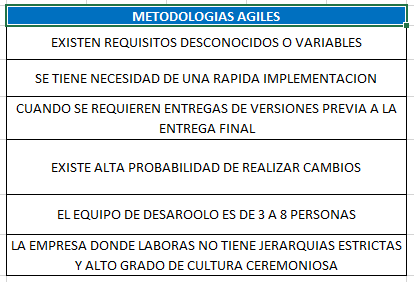 METODOLOGIAS AGILES
EXISTEN REQUISITOS DESCONOCIDOS O VARIABLES
SE TIENE NECESIDAD DE UNA RAPIDA IMPLEMENTACION
CUANDO SE REQUIEREN ENTREGAS DE VERSIONES PREVIA A LA
ENTREGA FINAL
EXISTE ALTA PROBABILIDAD DE REALIZAR CAMBIOS
EL EQUIPO DE DESAROOLO ES DE 3 A 8 PERSONAS
LA EMPRESA DONDE LABORAS NO TIENE JERARQUIAS ESTRICTAS
Y ALTO GRADO DE CULTURA CEREMONIOSA